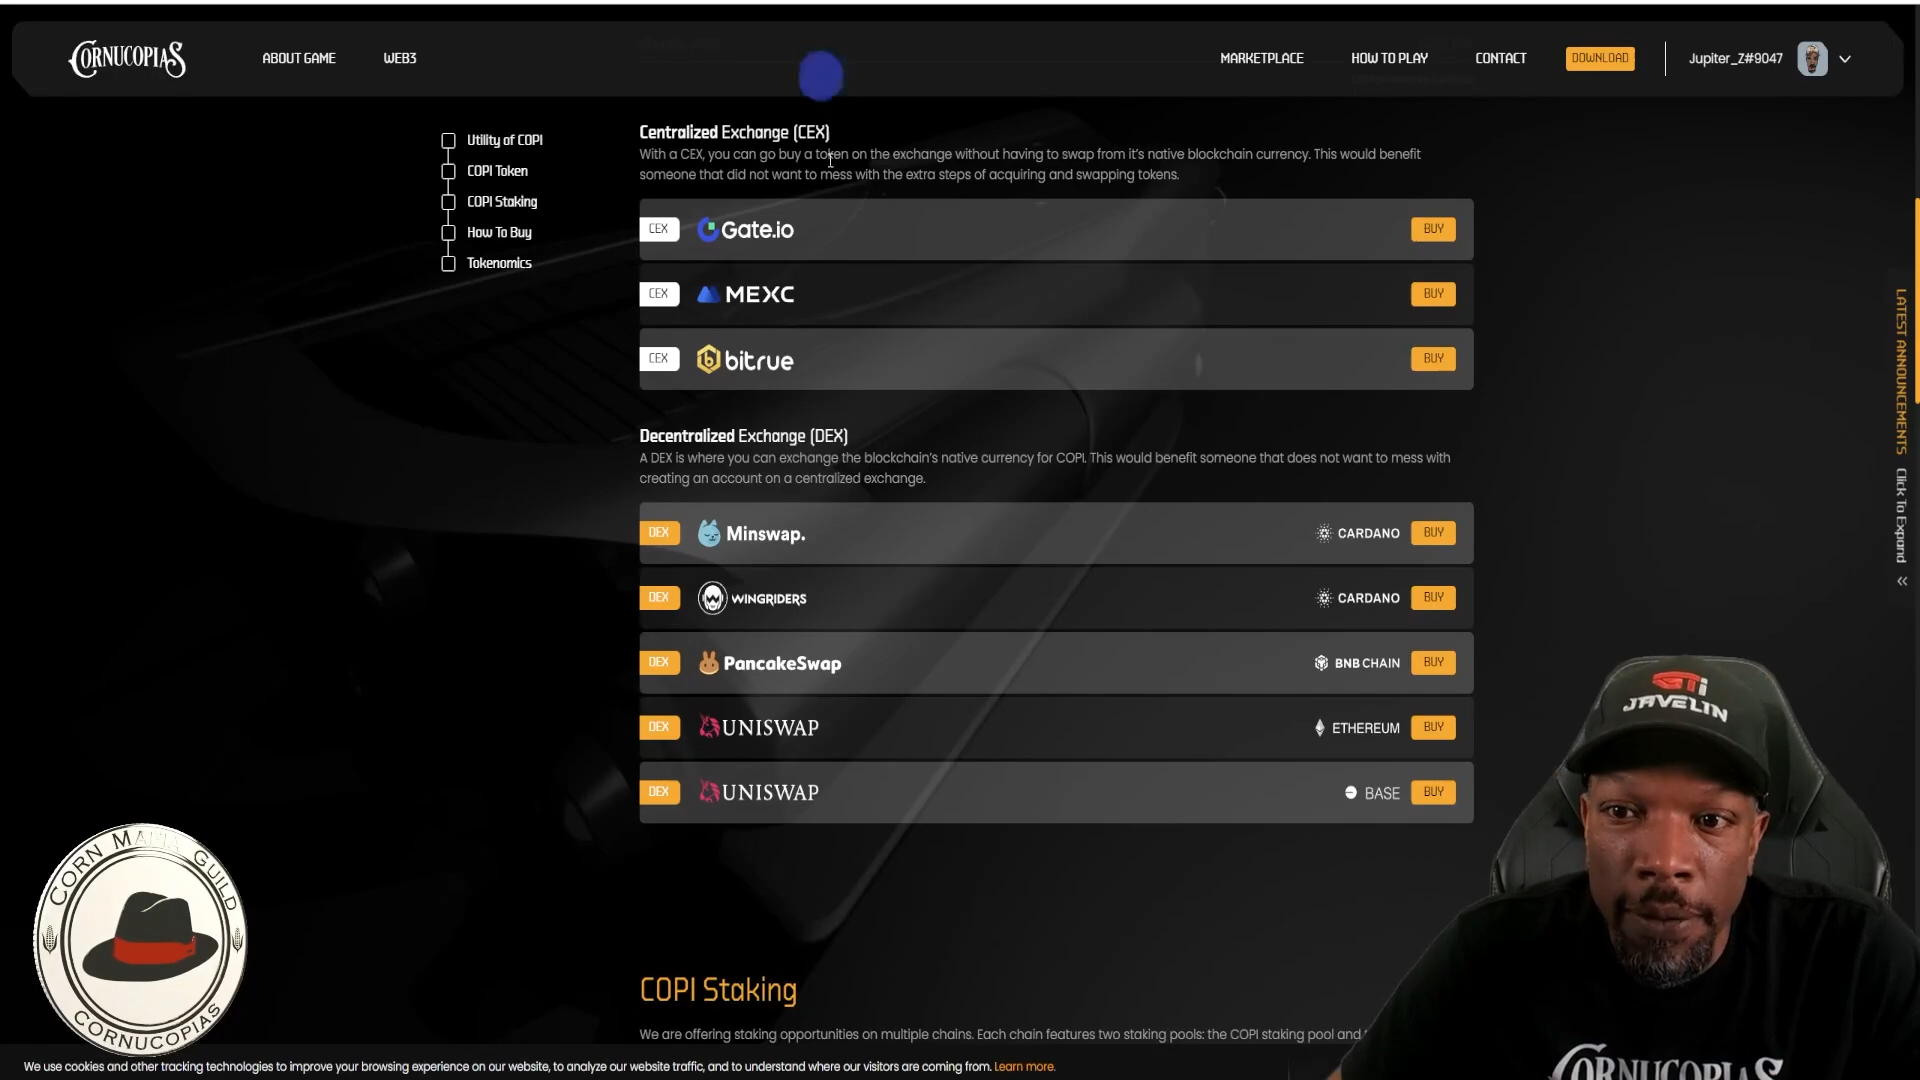 CORNUCOPIAS
ABOUT GAME
WEB3
MARKETPLACE
HOW TO PLAY
CONTACT
DOWNLOAD
Jupiter_Z#9047
Utility of COPI
COPI Token
COPI Staking
How To Buy
Tokenomics
Centralized Exchange (CEX)
With a CEX, you can go buy a token on the exchange without having to swap from it's native blockchain currency. This would benefit
someone that did not want to mess with the extra steps of acquiring and swapping tokens.
CEX Gate.io BUY
CEX MEXC BUY
CEX bitrue BUY
Decentralized Exchange (DEX)
A DEX is where you can exchange the blockchain's native currency for COPI. This would benefit someone that does not want to mess with
creating an account on a centralized exchange.
DEX Minswap. CARDANO BUY
DEX WINGRIDERS CARDANO BUY
DEX PancakeSwap BNB CHAIN BUY
DEX UNISWAP ETHEREUM BUY
DEX UNISWAP BASE BUY
LATEST ANNOUNCEMENTS Click To Expand
COPI Staking
We are offering staking opportunities on multiple chains. Each chain features two staking pools: the COPI staking pool and
We use cookies and other tracking technologies to improve your browsing experience on our website, to analyze our website traffic, and to understand where our visitors are coming from. Learn more.
CORN MAFIA GUILD
CORNUCOPIAS
GTi
JAVELIN
CORNUCOPIAS